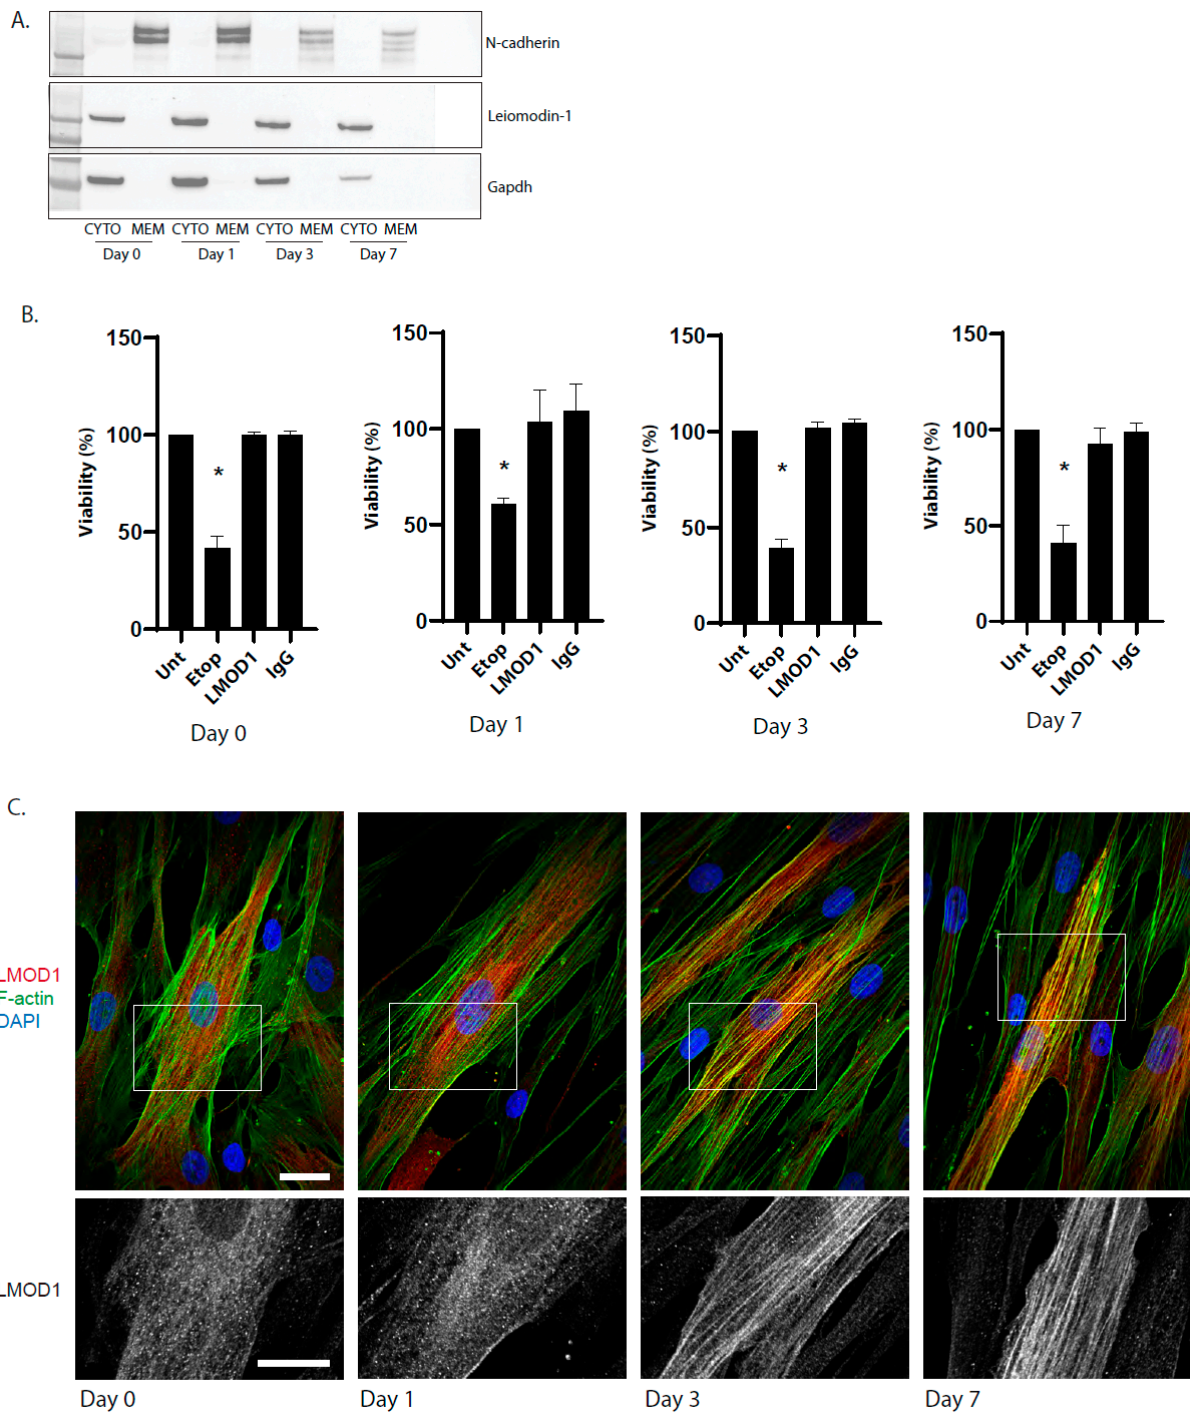 A.
N-cadherin
Leiomodin-1
Gapdh
CYTO MEM CYTO MEM CYTO MEM CYTO MEM
Day 0 Day 1 Day 3 Day 7
B.
150 150 150 150
100 100 100 100
50 50 50 50
0 0 0 0
Viability (%) Viability (%) Viability (%) Viability (%)
* * * *
Unt Etop LMOD1 IgG Unt Etop LMOD1 IgG Unt Etop LMOD1 IgG Unt Etop LMOD1 IgG
Day 0 Day 1 Day 3 Day 7
C.
LMOD1
F-actin
DAPI
LMOD1
Day 0 Day 1 Day 3 Day 7